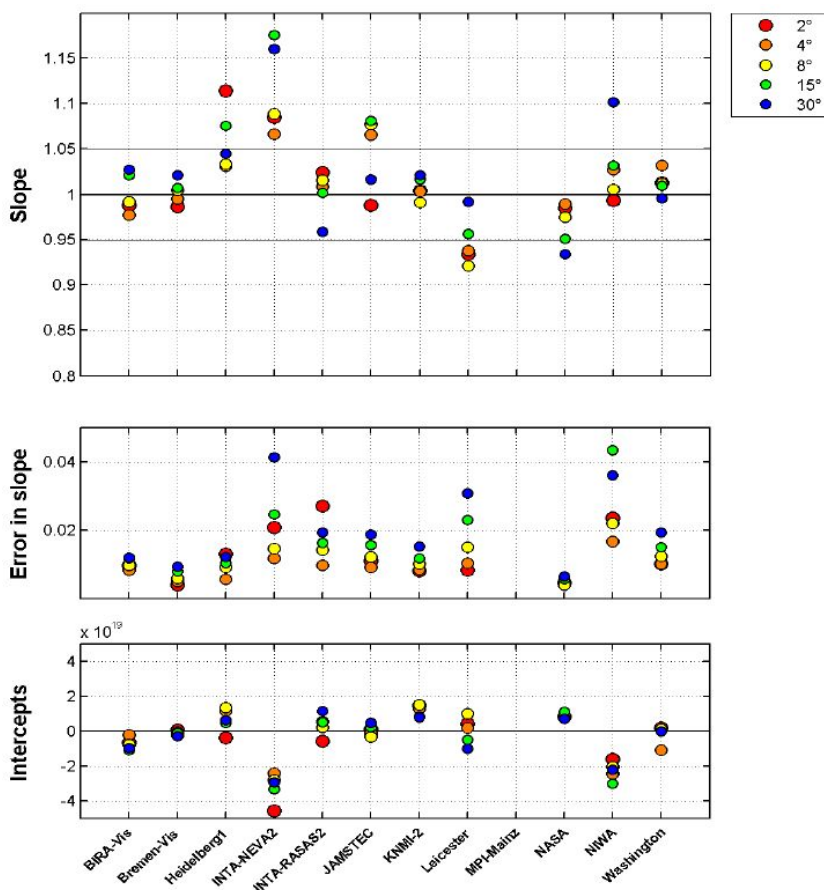 Slope
1.15
1.1
1.05
1
0.95
0.9
0.85
0.8
2°
4°
8°
15°
30°
Error in slope
0.04
0.02
x 10¹⁹
Intercepts
4
2
0
-2
-4
BIRA-Vis
Bremen-Vis
Heidelberg1
INTA-NEVA2
INTA-RASAS2
JAMSTEC
KNMI-2
Leicester
MPI-Mainz
NASA
NIWA
Washington